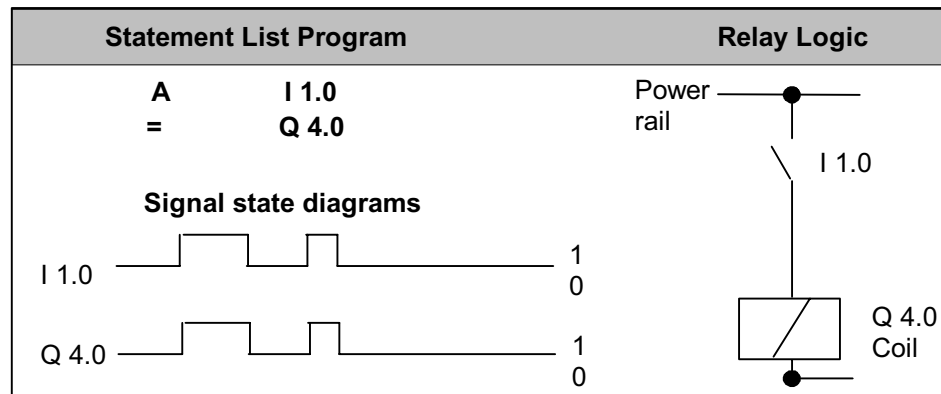 Statement List Program
Relay Logic
A I 1.0
= Q 4.0
Signal state diagrams
I 1.0
1
0
Q 4.0
1
0
Power
rail
I 1.0
Q 4.0
Coil